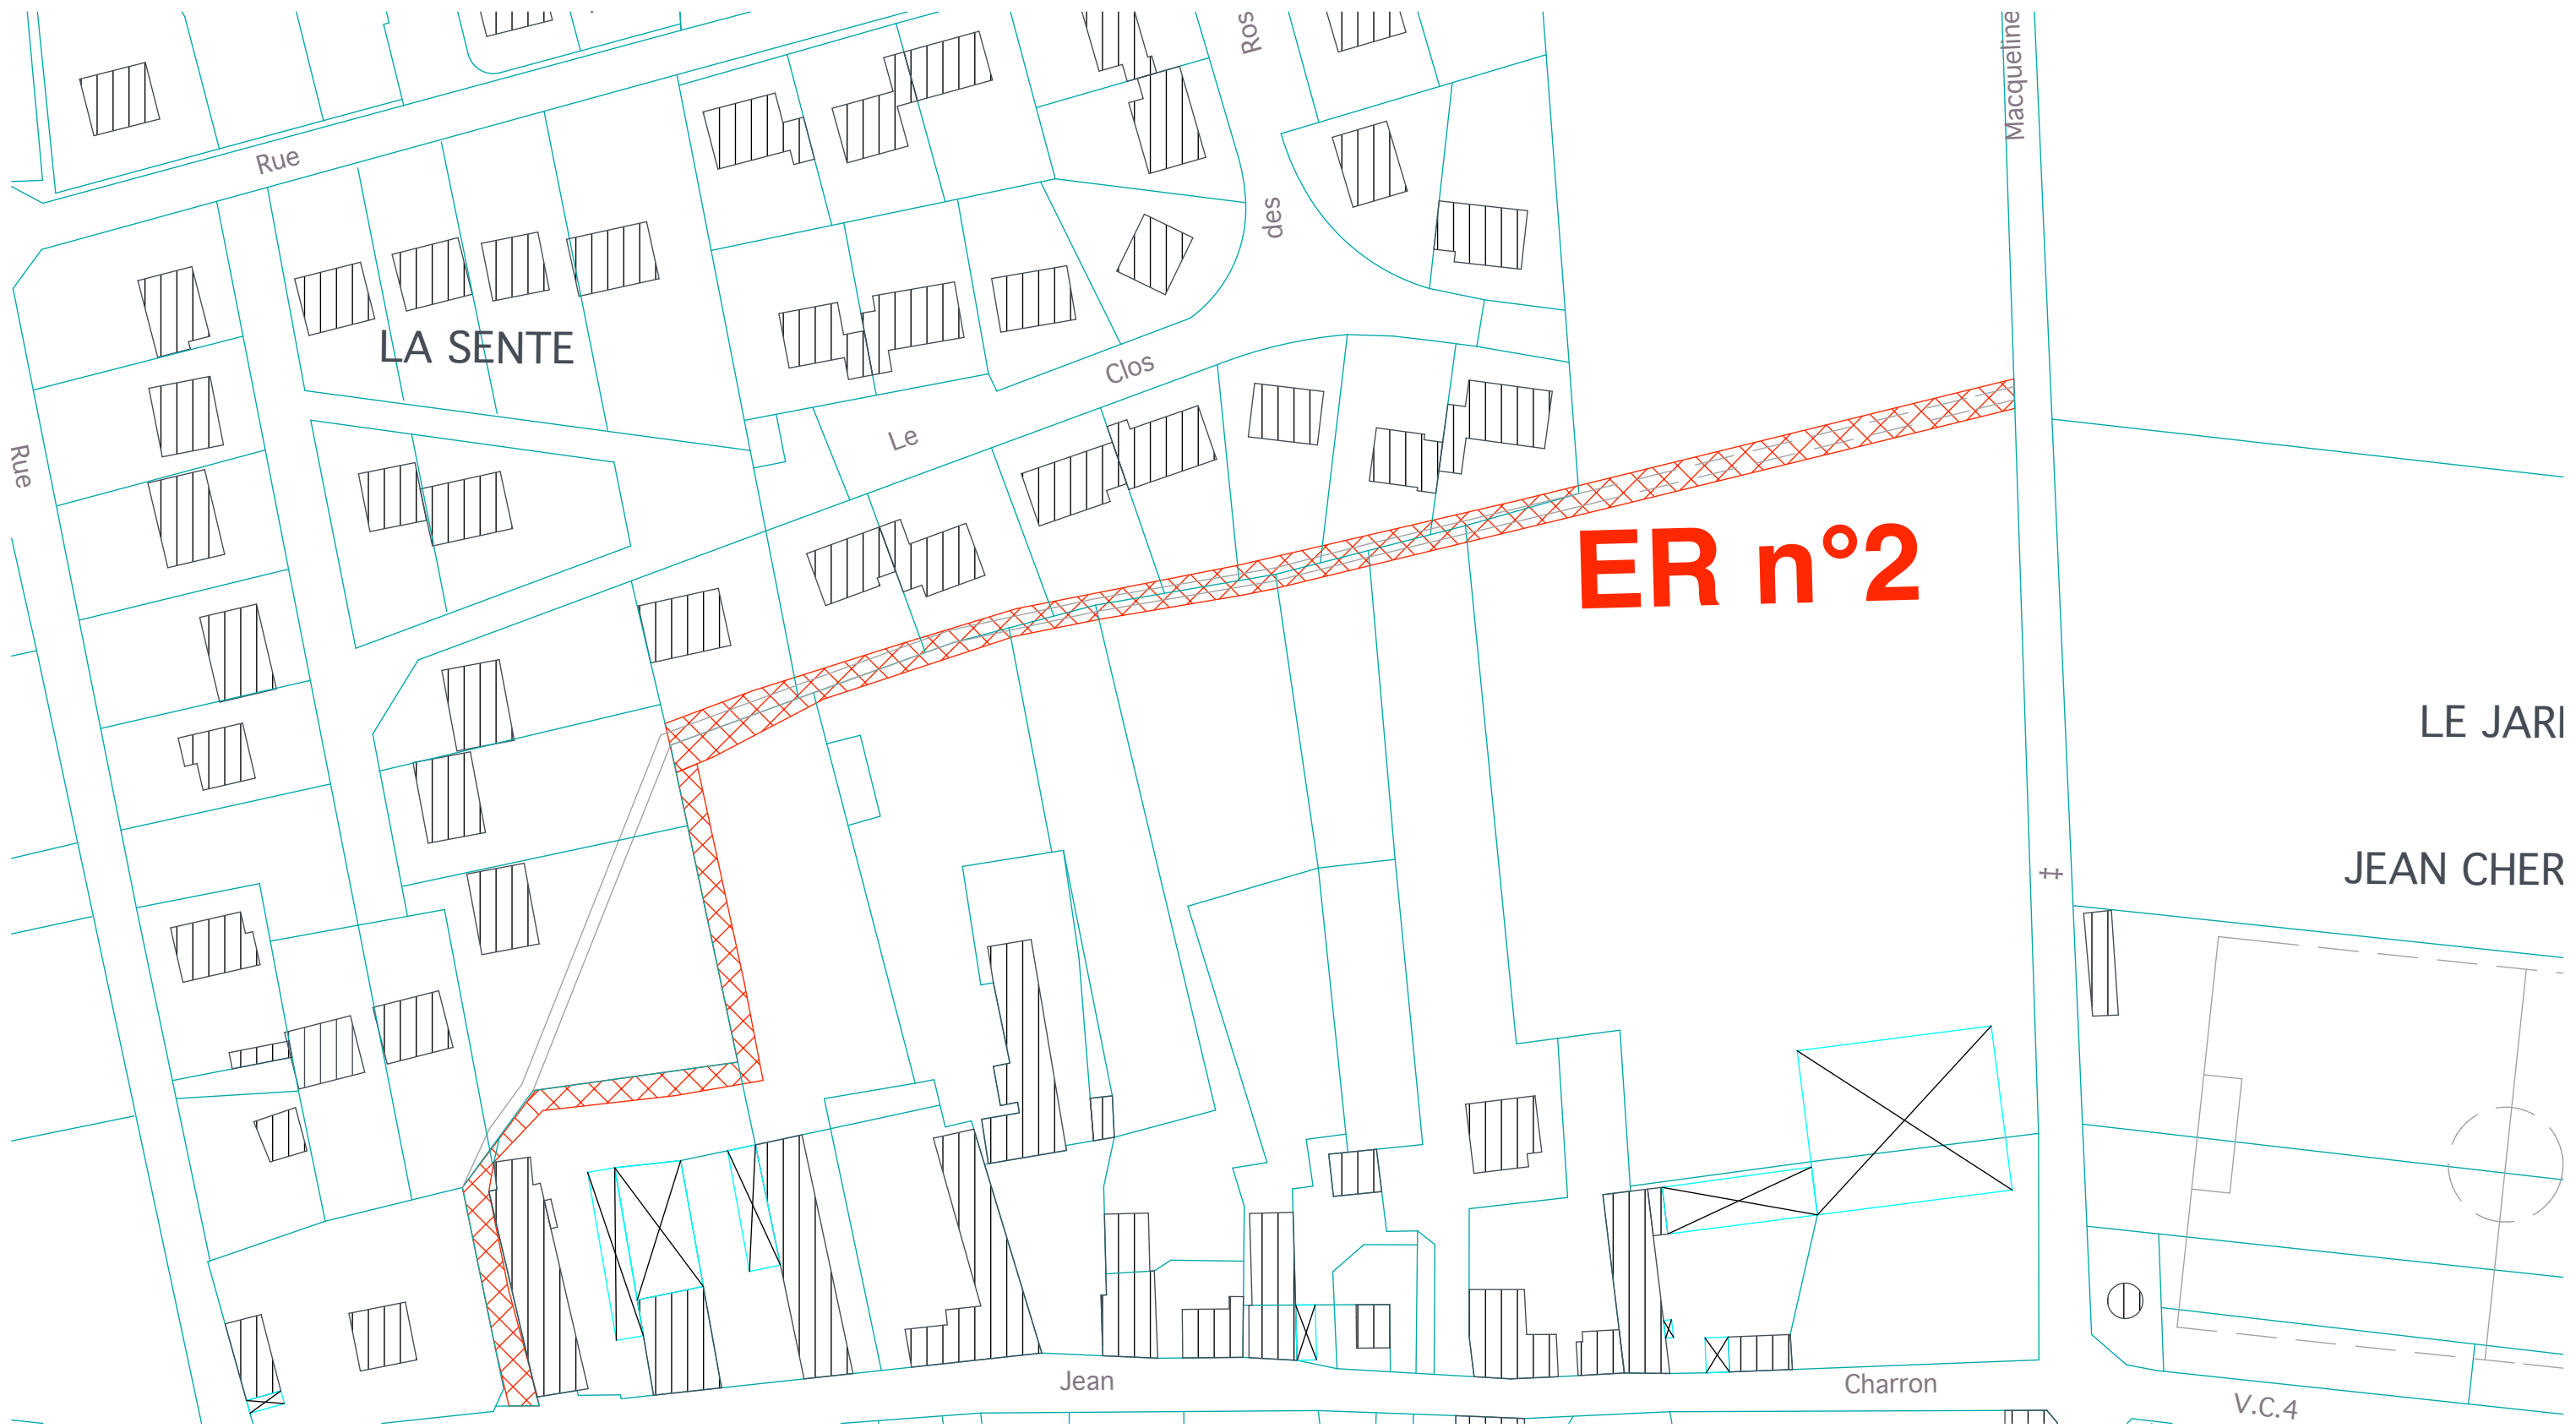 Ros
Macqueline
Rue
des
LA SENTE
Clos
Le
Rue
ER n°2
LE JARI
JEAN CHER
Jean
Charron
V.C.4